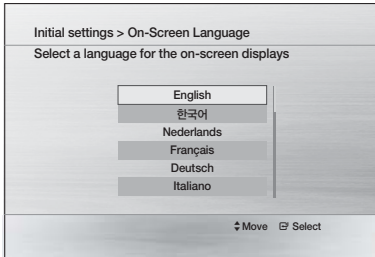 Initial settings > On-Screen Language
Select a language for the on-screen displays
English
한국어
Nederlands
Français
Deutsch
Italiano
Move Select